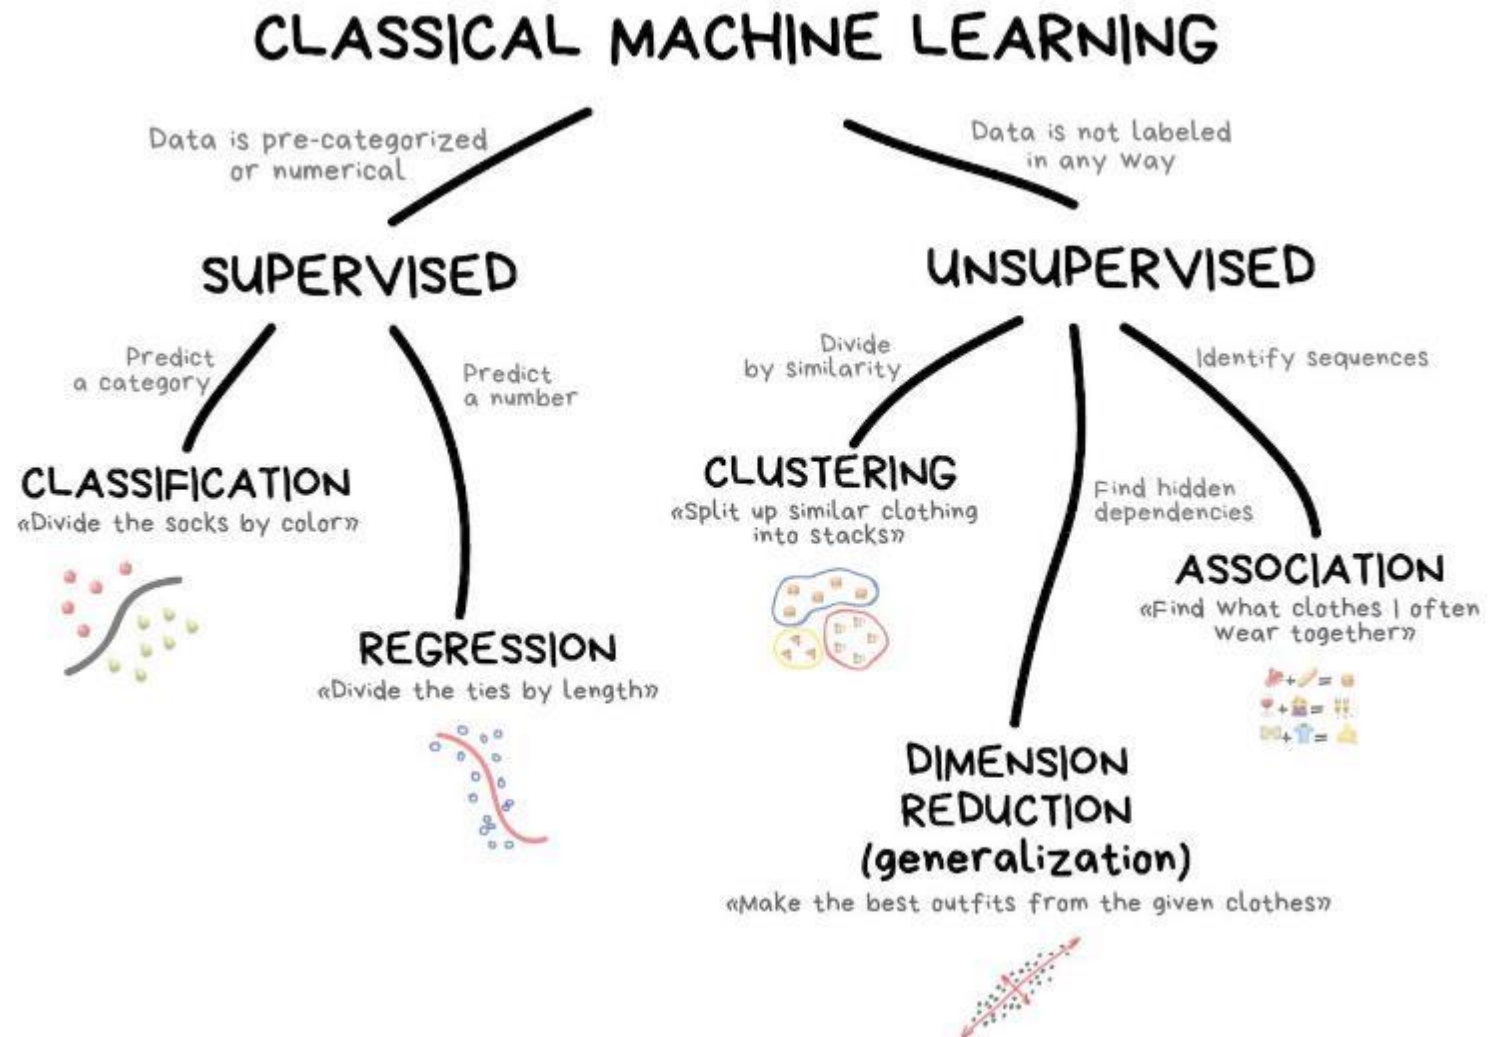 CLASSICAL MACHINE LEARNING
Data is pre-categorized
or numerical
Data is not labeled
in any way
SUPERVISED
UNSUPERVISED
Predict
a category
Predict
a number
Divide
by similarity
Identify sequences
CLASSIFICATION
«Divide the socks by color»
CLUSTERING
«Split up similar clothing
into stacks»
Find hidden
dependencies
ASSOCIATION
«Find what clothes I often
wear together»
REGRESSION
«Divide the ties by length»
+ =
+ =
+ =
DIMENSION
REDUCTION
(generalization)
«Make the best outfits from the given clothes»